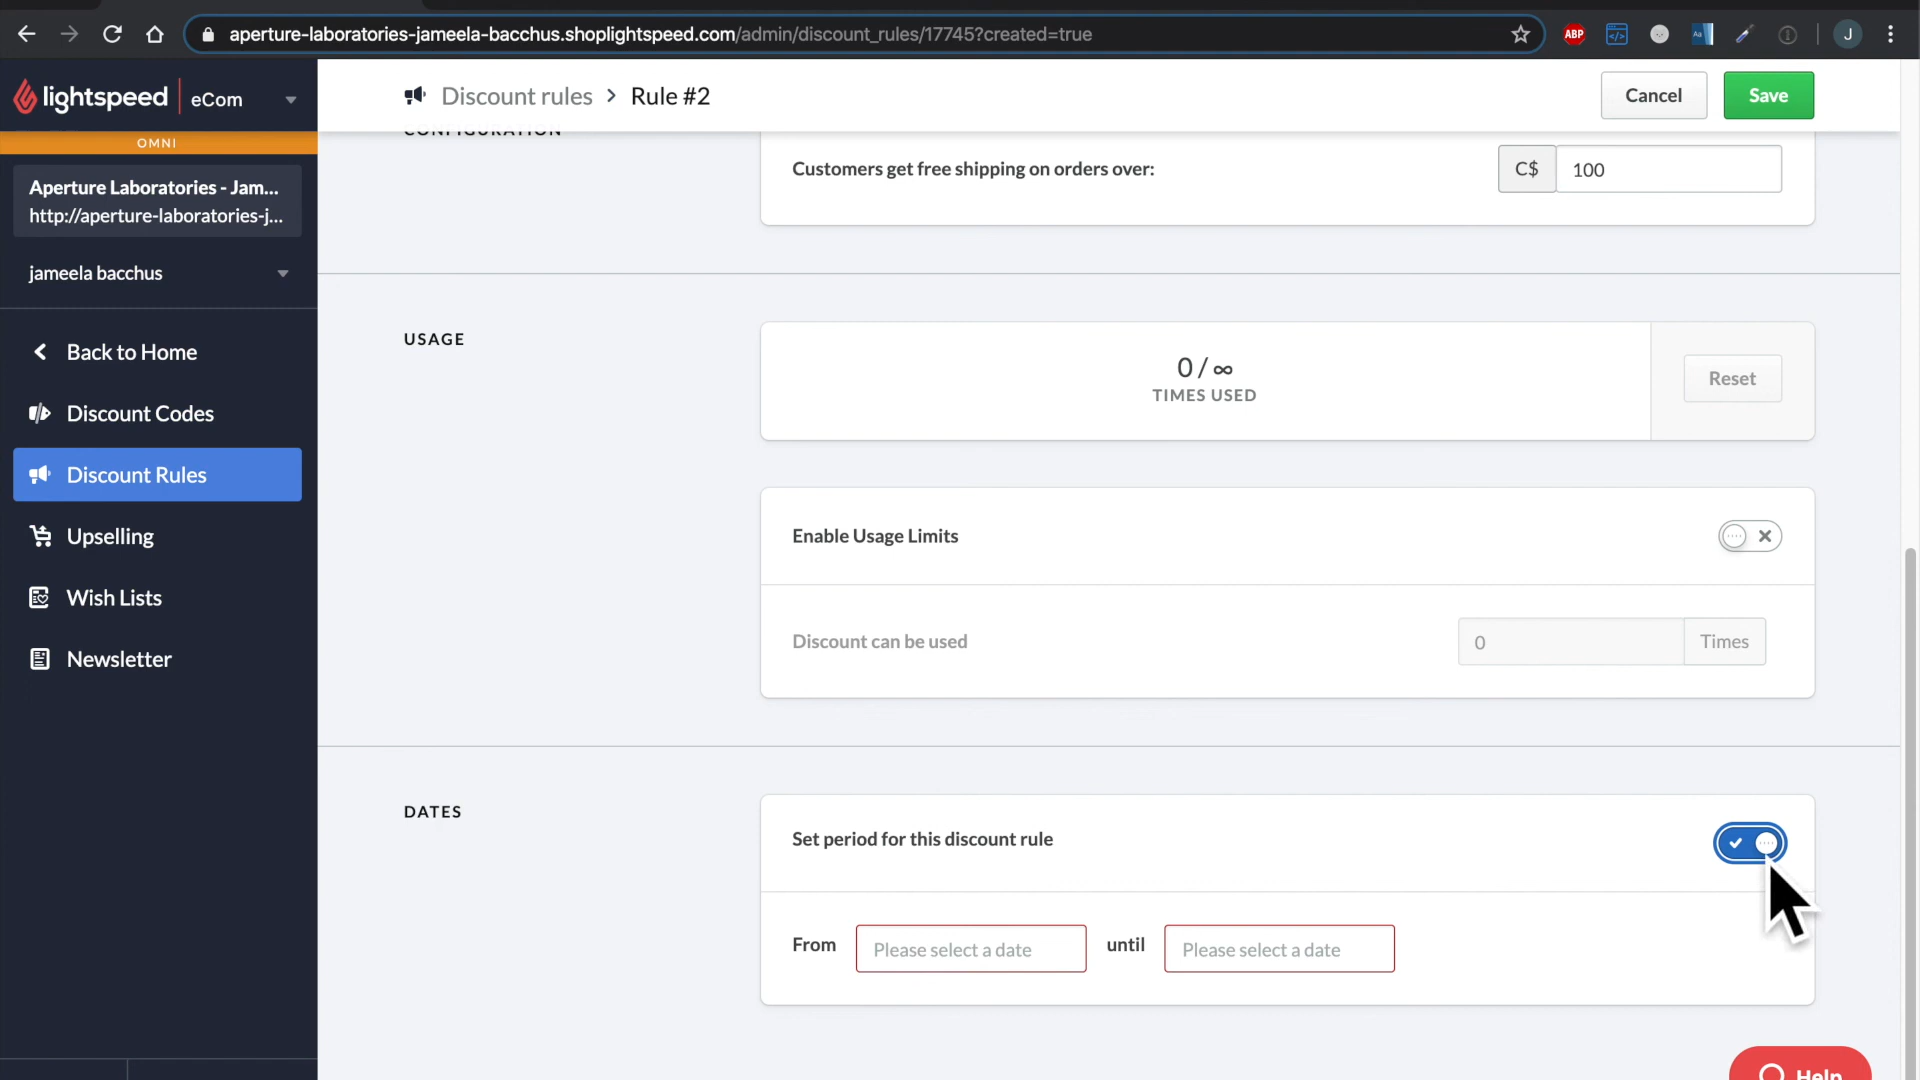 aperture-laboratories-jameela-bacchus.shoplightspeed.com/admin/discount_rules/17745?created=true
ABP
Aa
J
lightspeed eCom
Discount rules > Rule #2
Cancel
Save
OMNI
CONFIGURATION
Customers get free shipping on orders over:
C$
100
Aperture Laboratories - Jam...
http://aperture-laboratories-j...
jameela bacchus
Back to Home
Discount Codes
Discount Rules
Upselling
Wish Lists
Newsletter
USAGE
0 / ∞
TIMES USED
Reset
Enable Usage Limits
Discount can be used
0
Times
DATES
Set period for this discount rule
From
Please select a date
until
Please select a date
Help